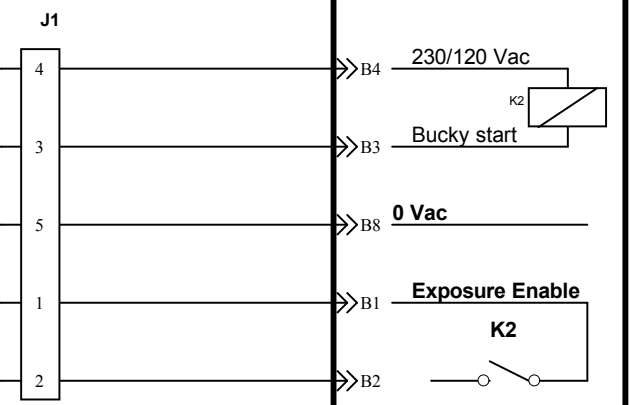 J1
4
B4
230/120 Vac
K2
3
B3
Bucky start
5
B8
0 Vac
1
B1
Exposure Enable
K2
2
B2